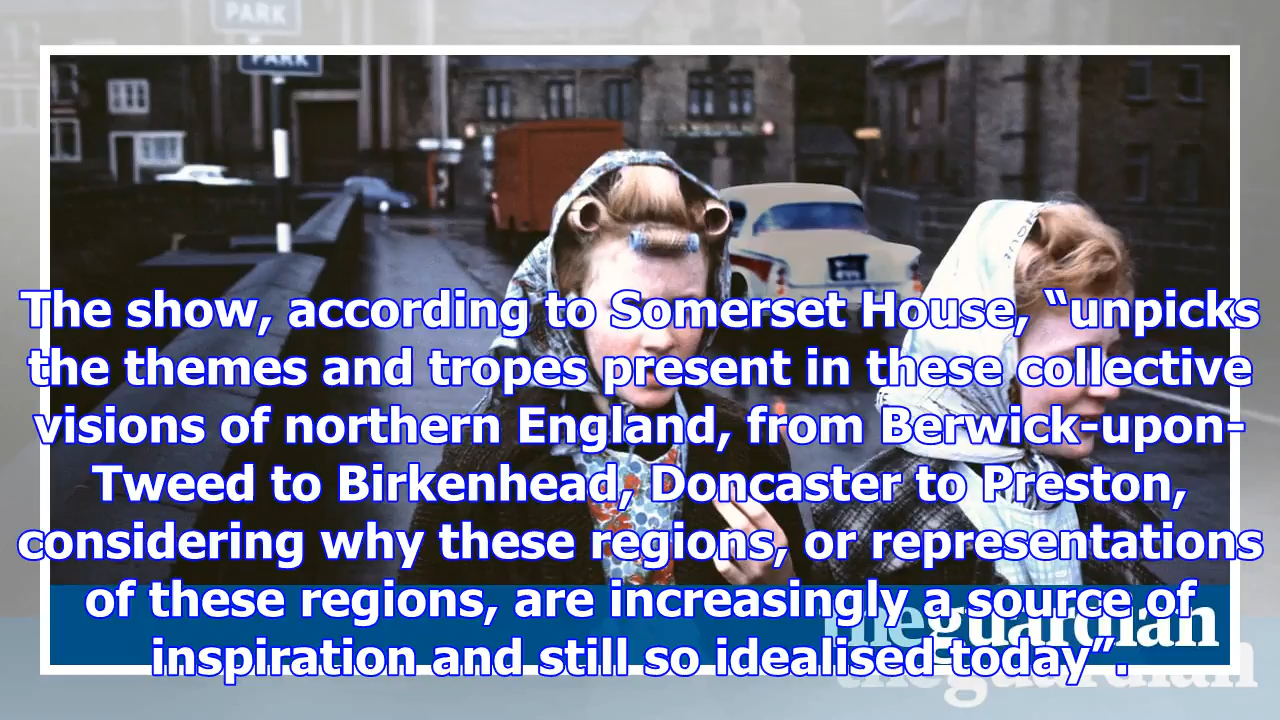 PARK
PARK
The show, according to Somerset House, “unpicks
the themes and tropes present in these collective
visions of northern England, from Berwick-upon-
Tweed to Birkenhead, Doncaster to Preston,
considering why these regions, or representations
of these regions, are increasingly a source of
inspiration and still so idealised today”.
theguardian
theguardian